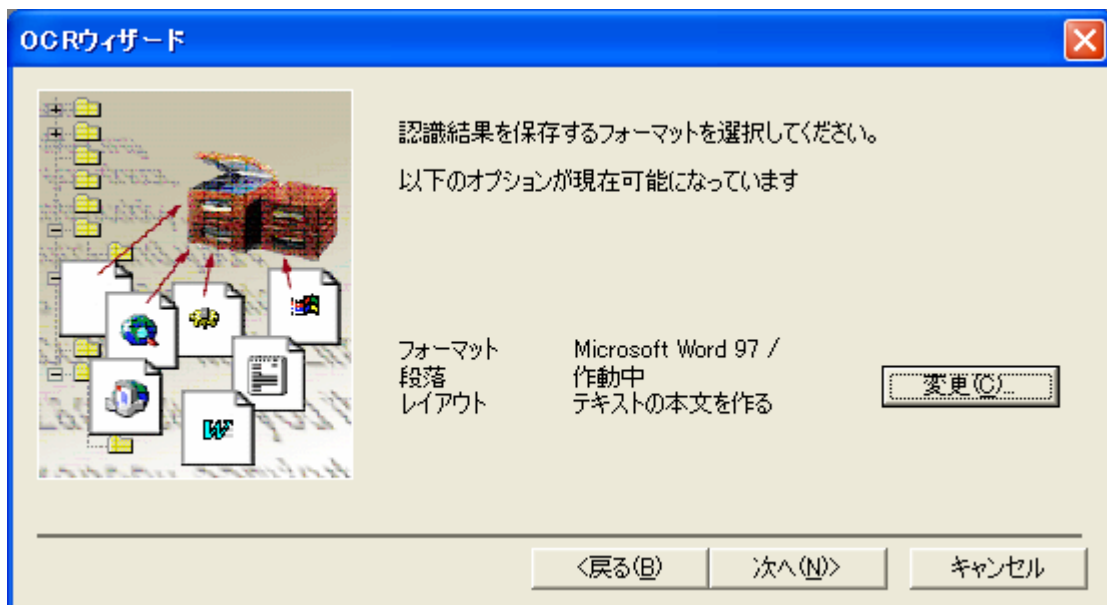 OCRウィザード
認識結果を保存するフォーマットを選択してください。
以下のオプションが現在可能になっています
フォーマット Microsoft Word 97 /
段落 作動中
レイアウト テキストの本文を作る
変更(C)...
<戻る(B)
次へ(N)>
キャンセル